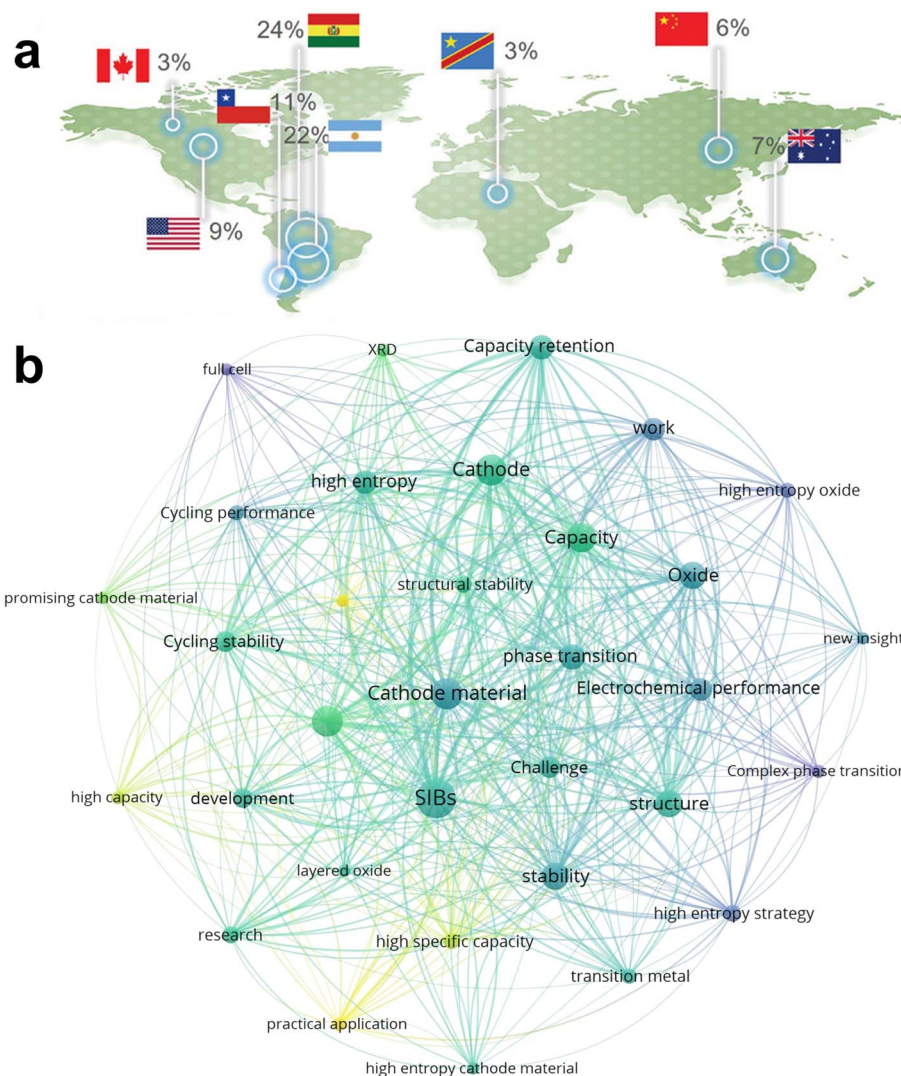 a
24%
6%
3%
3%
11%
22%
7%
9%
b
XRD
Capacity retention
full cell
work
Cathode
high entropy
high entropy oxide
Cycling performance
Capacity
Oxide
structural stability
promising cathode material
Cycling stability
new insight
phase transition
Cathode material
Electrochemical performance
Challenge
Complex phase transition
high capacity
development
SIBs
structure
layered oxide
stability
high entropy strategy
research
high specific capacity
transition metal
practical application
high entropy cathode material